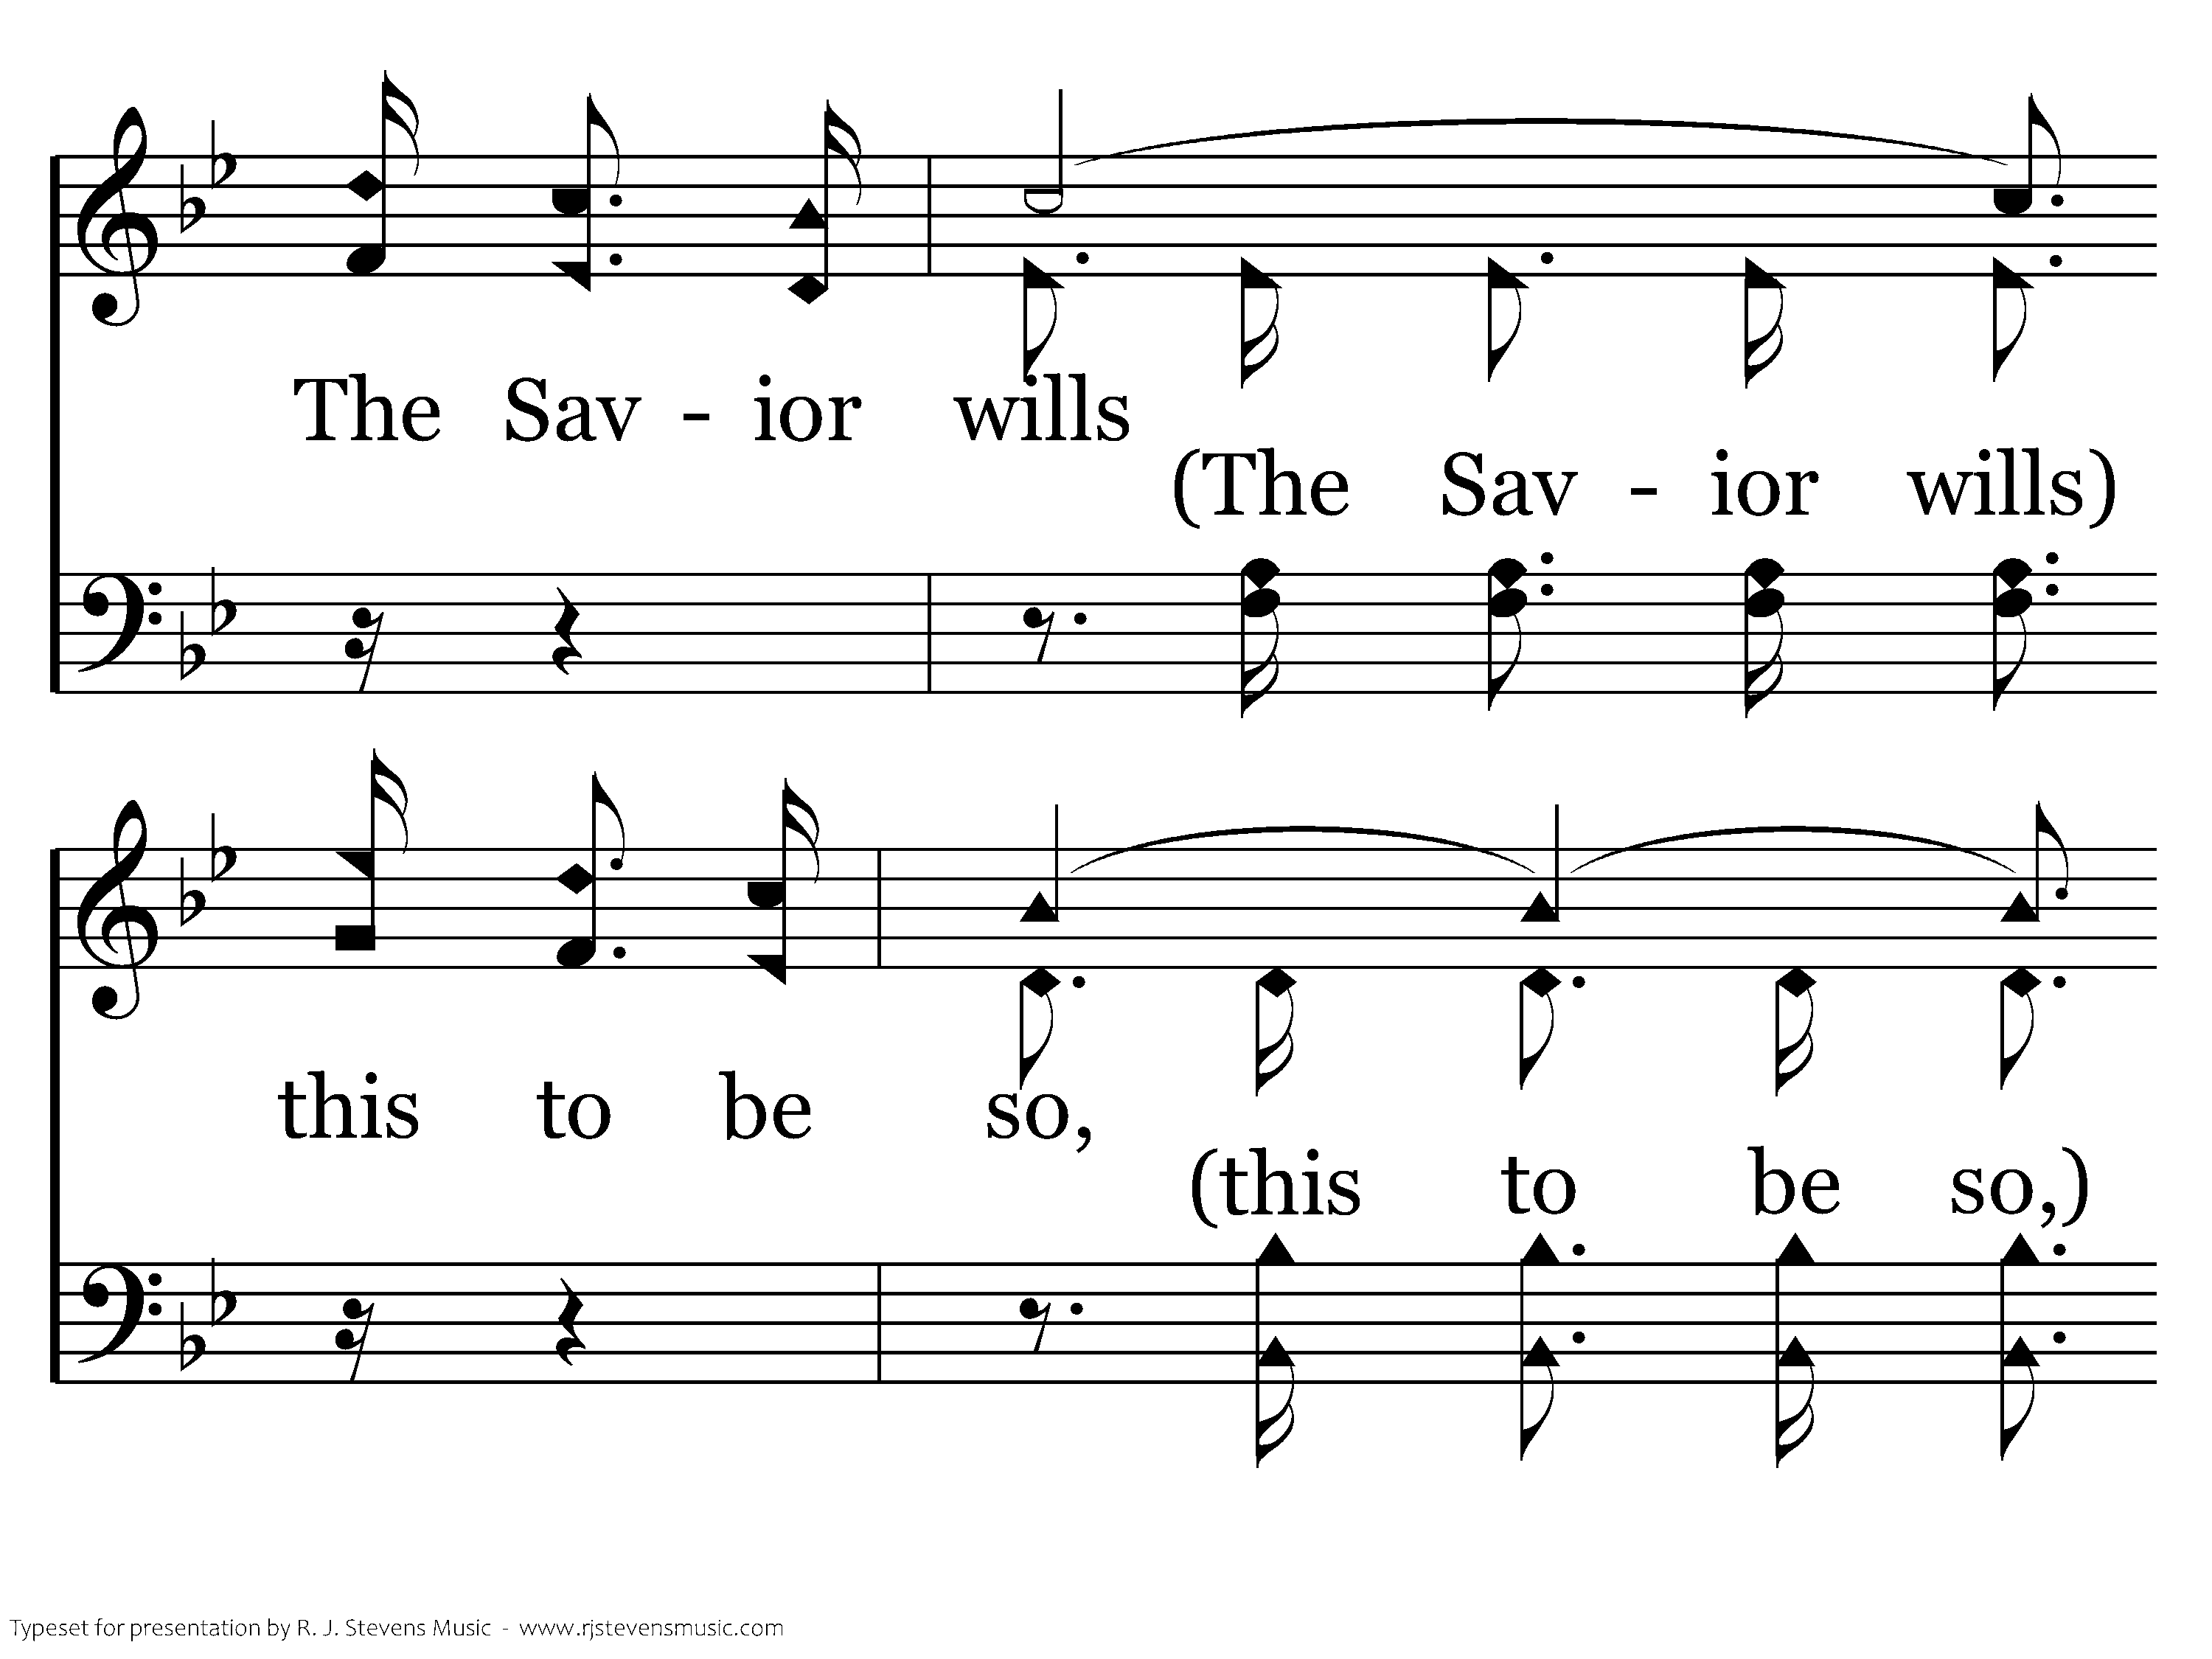 The Sav - ior wills
(The Sav - ior wills)
this to be so,
(this to be so,)
Typeset for presentation by R. J. Stevens Music - www.rjstevensmusic.com